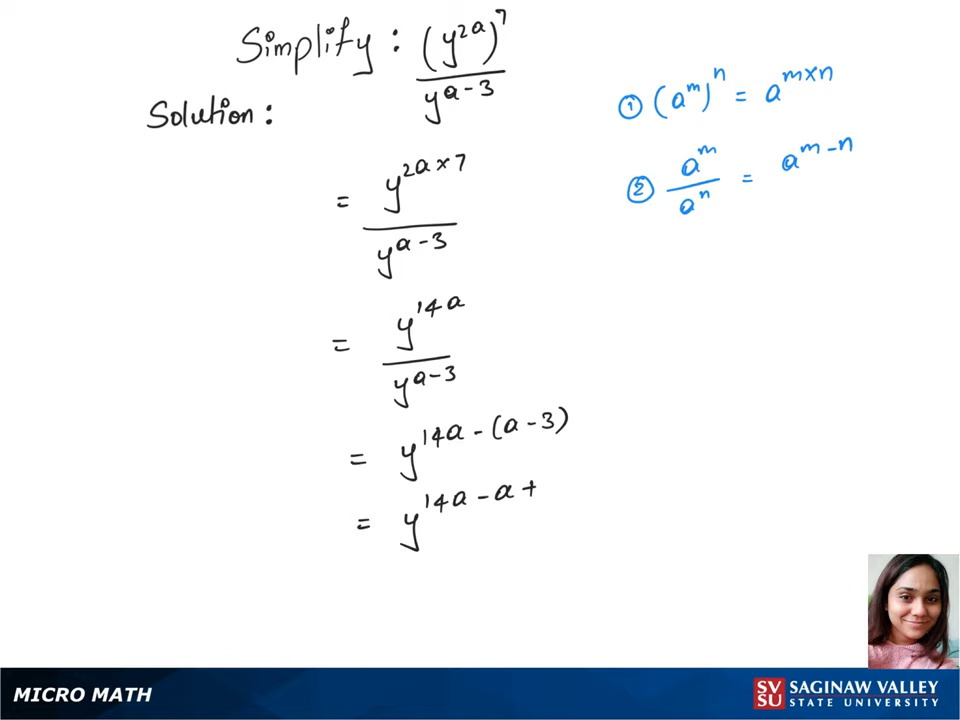 Simplify : (y^2a)^7 / y^a-3
Solution :
= y^2a×7 / y^a-3
= y^14a / y^a-3
= y^14a-(a-3)
= y^14a-a+
① (a^m)^n = a^m×n
② a^m / a^n = a^m-n
MICRO MATH
SV SU SAGINAW VALLEY
STATE UNIVERSITY